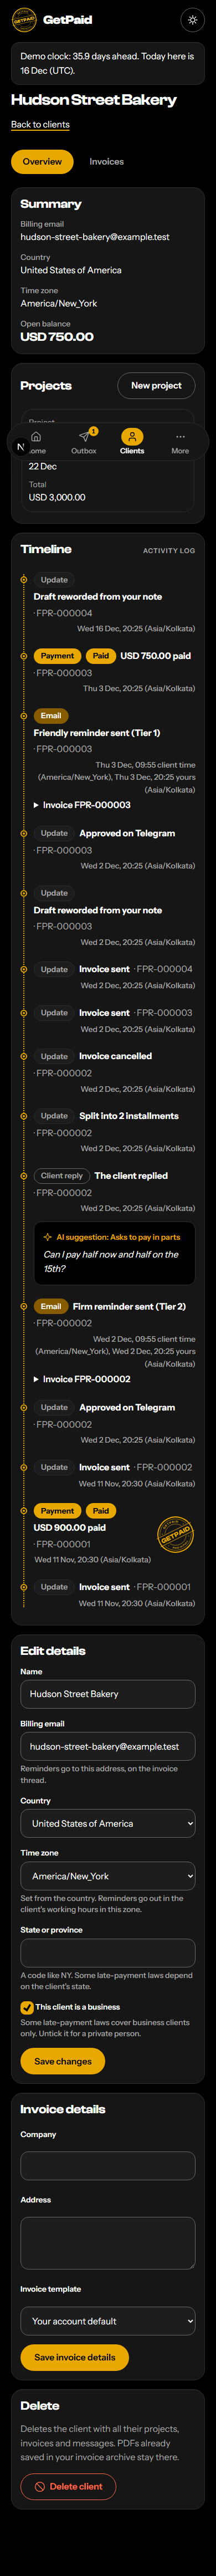 GETPAID
GetPaid
Demo clock: 35.9 days ahead. Today here is
16 Dec (UTC).
Hudson Street Bakery
Back to clients
Overview
Invoices
Summary
Billing email
hudson-street-bakery@example.test
Country
United States of America
Time zone
America/New_York
Open balance
USD 750.00
Projects
New project
Project
N
ome
Outbox
1
Clients
More
22 Dec
Total
USD 3,000.00
Timeline
ACTIVITY LOG
Update
Draft reworded from your note
· FPR-000004
Wed 16 Dec, 20:25 (Asia/Kolkata)
Payment Paid USD 750.00 paid
· FPR-000003
Thu 3 Dec, 20:25 (Asia/Kolkata)
Email
Friendly reminder sent (Tier 1)
· FPR-000003
Thu 3 Dec, 09:55 client time
(America/New_York), Thu 3 Dec, 20:25 yours
(Asia/Kolkata)
Invoice FPR-000003
Update Approved on Telegram
· FPR-000003
Wed 2 Dec, 20:25 (Asia/Kolkata)
Update
Draft reworded from your note
· FPR-000003
Wed 2 Dec, 20:25 (Asia/Kolkata)
Update Invoice sent · FPR-000004
Wed 2 Dec, 20:25 (Asia/Kolkata)
Update Invoice sent · FPR-000003
Wed 2 Dec, 20:25 (Asia/Kolkata)
Update Invoice cancelled
· FPR-000002
Wed 2 Dec, 20:25 (Asia/Kolkata)
Update Split into 2 installments
· FPR-000002
Wed 2 Dec, 20:25 (Asia/Kolkata)
Client reply The client replied
· FPR-000002
Wed 2 Dec, 20:25 (Asia/Kolkata)
AI suggestion: Asks to pay in parts
Can I pay half now and half on the
15th?
Email Firm reminder sent (Tier 2)
· FPR-000002
Wed 2 Dec, 09:55 client time
(America/New_York), Wed 2 Dec, 20:25 yours
(Asia/Kolkata)
Invoice FPR-000002
Update Approved on Telegram
· FPR-000002
Wed 2 Dec, 20:25 (Asia/Kolkata)
Update Invoice sent · FPR-000002
Wed 11 Nov, 20:30 (Asia/Kolkata)
Payment Paid
USD 900.00 paid
· FPR-000001
Wed 11 Nov, 20:30 (Asia/Kolkata)
GETPAID
Update Invoice sent · FPR-000001
Wed 11 Nov, 20:30 (Asia/Kolkata)
Edit details
Name
Hudson Street Bakery
Billing email
hudson-street-bakery@example.test
Reminders go to this address, on the invoice
thread.
Country
United States of America
Time zone
America/New_York
Set from the country. Reminders go out in the
client's working hours in this zone.
State or province
A code like NY. Some late-payment laws depend
on the client's state.
This client is a business
Some late-payment laws cover business clients
only. Untick it for a private person.
Save changes
Invoice details
Company
Address
Invoice template
Your account default
Save invoice details
Delete
Deletes the client with all their projects,
invoices and messages. PDFs already
saved in your invoice archive stay there.
Delete client